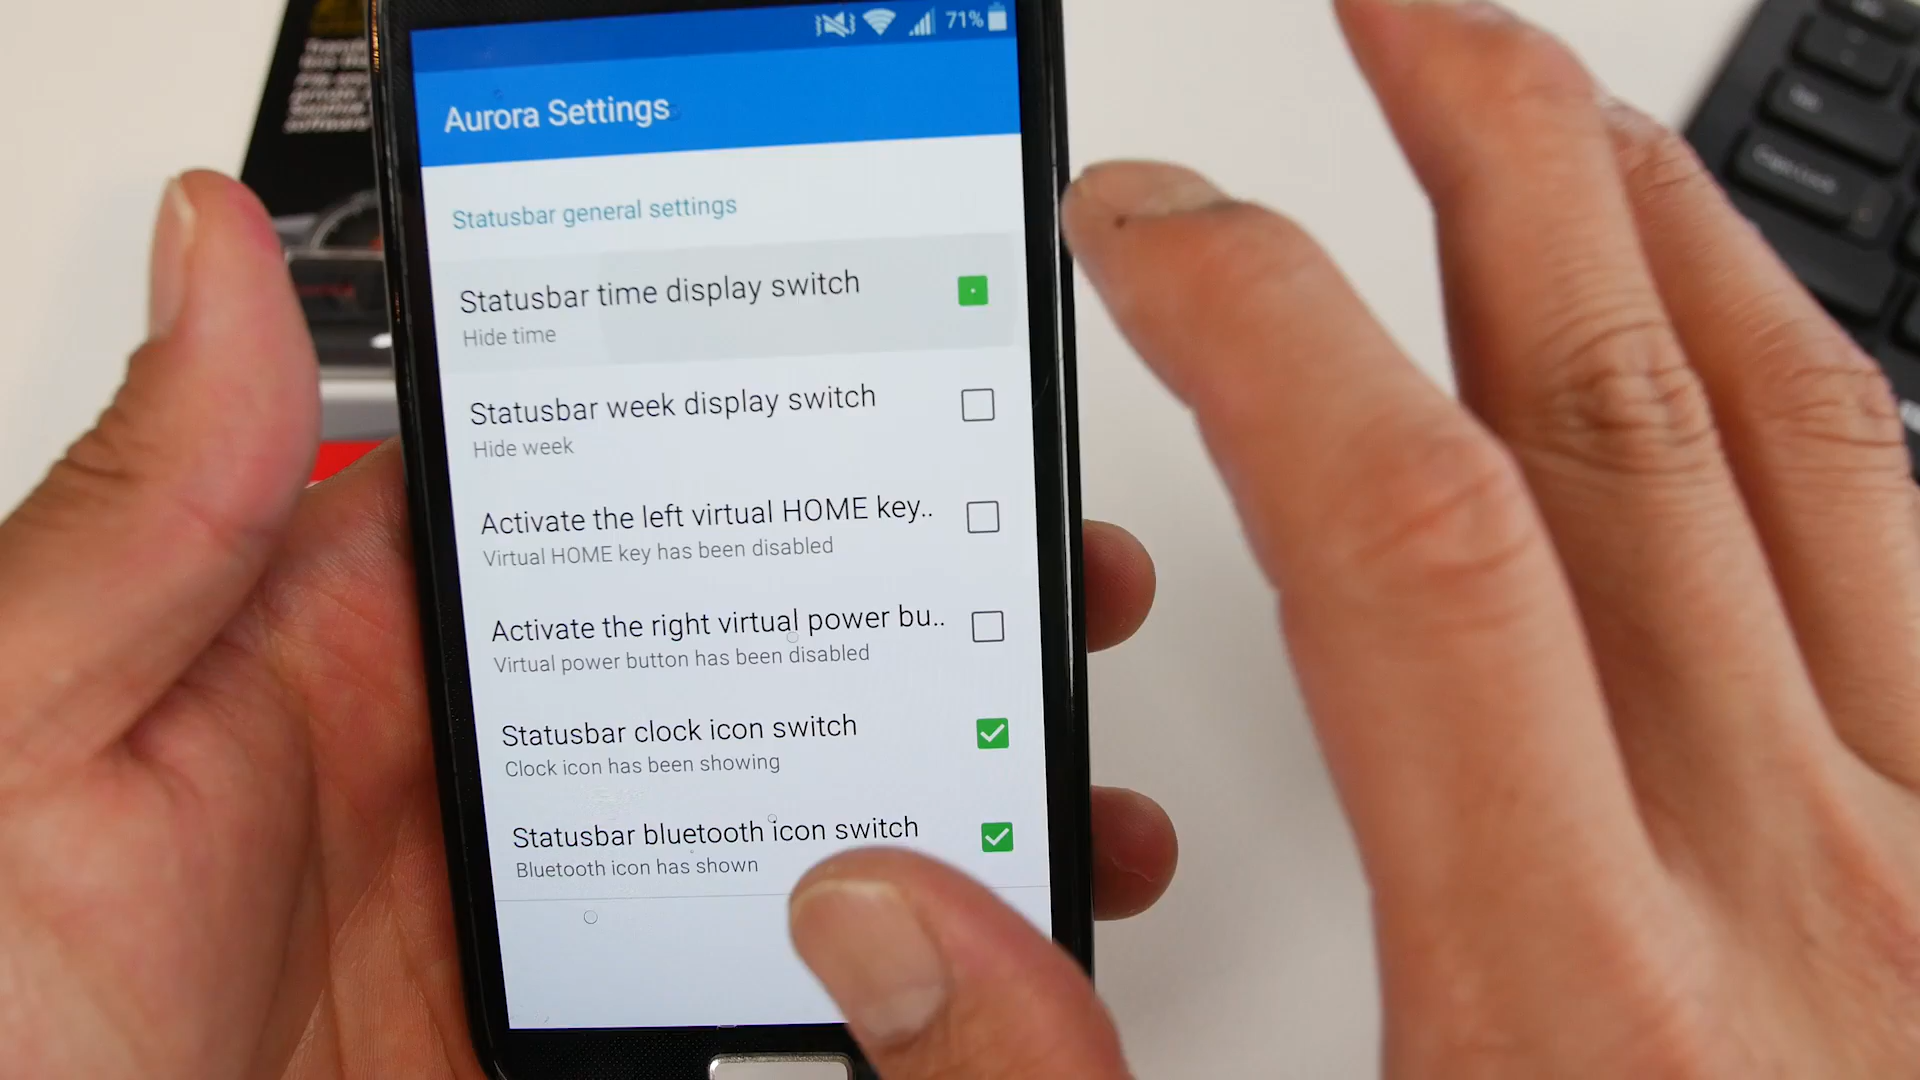 71%
Aurora Settings
Statusbar general settings
Statusbar time display switch
Hide time
Statusbar week display switch
Hide week
Activate the left virtual HOME key..
Virtual HOME key has been disabled
Activate the right virtual power bu..
Virtual power button has been disabled
Statusbar clock icon switch
Clock icon has been showing
Statusbar bluetooth icon switch
Bluetooth icon has shown